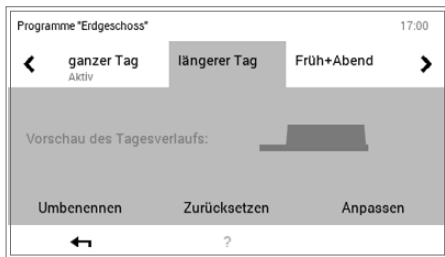 Programme "Erdgeschoss" 17:00
ganzer Tag längerer Tag Früh+Abend
Aktiv
Vorschau des Tagesverlaufs:
Umbenennen Zurücksetzen Anpassen
?